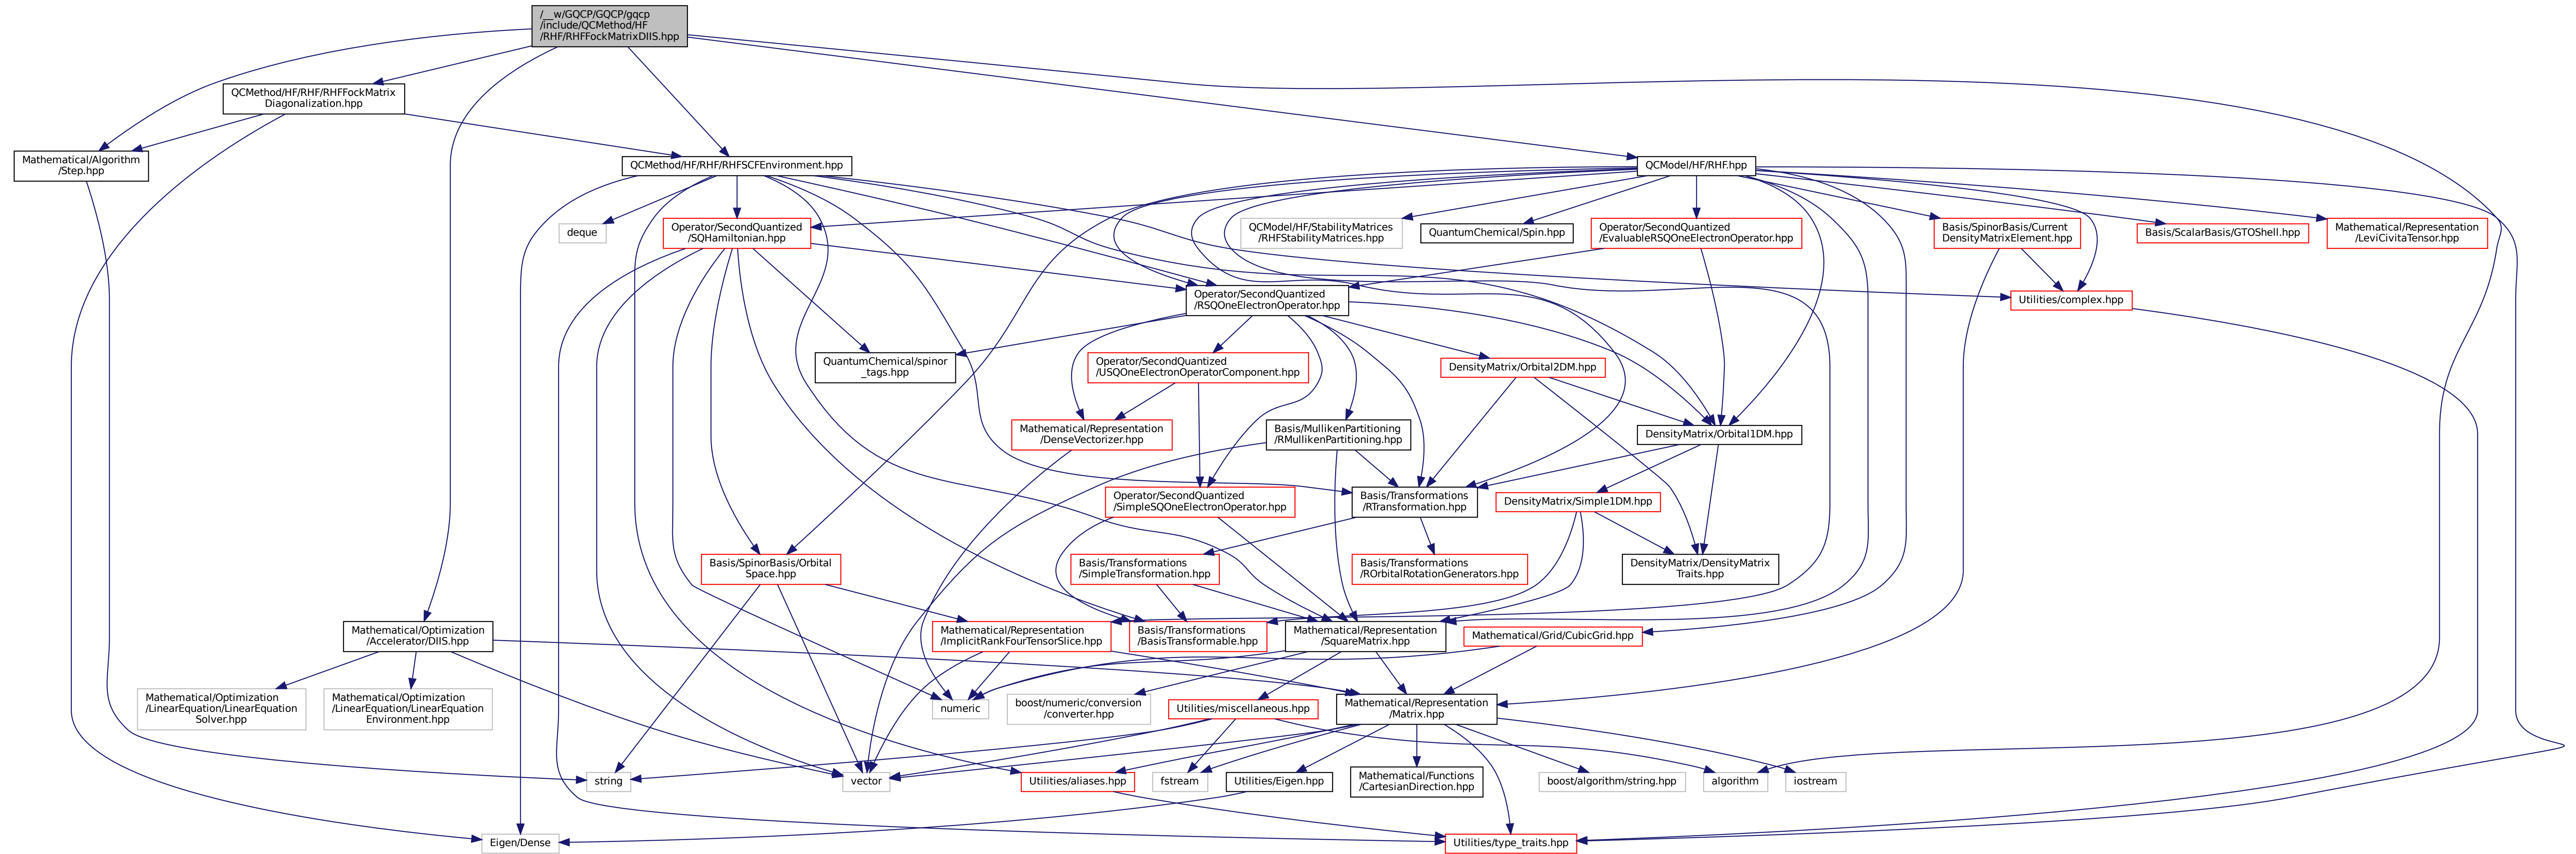 /__w/GQCP/GQCP/gqcp
/include/QCMethod/HF
/RHF/RHFFockMatrixDIIS.hpp
QCMethod/HF/RHF/RHFFockMatrix
Diagonalization.hpp
Mathematical/Algorithm
/Step.hpp
QCMethod/HF/RHF/RHFSCFEnvironment.hpp
QCModel/HF/RHF.hpp
deque
Operator/SecondQuantized
/SQHamiltonian.hpp
QCModel/HF/StabilityMatrices
/RHFStabilityMatrices.hpp
QuantumChemical/Spin.hpp
Operator/SecondQuantized
/EvaluableRSQOneElectronOperator.hpp
Basis/SpinorBasis/Current
DensityMatrixElement.hpp
Basis/ScalarBasis/GTOShell.hpp
Mathematical/Representation
/LeviCivitaTensor.hpp
Operator/SecondQuantized
/RSQOneElectronOperator.hpp
Utilities/complex.hpp
QuantumChemical/spinor
_tags.hpp
Operator/SecondQuantized
/USQOneElectronOperatorComponent.hpp
DensityMatrix/Orbital2DM.hpp
Mathematical/Representation
/DenseVectorizer.hpp
Basis/MullikenPartitioning
/RMullikenPartitioning.hpp
DensityMatrix/Orbital1DM.hpp
Operator/SecondQuantized
/SimpleSQOneElectronOperator.hpp
Basis/Transformations
/RTransformation.hpp
DensityMatrix/Simple1DM.hpp
Basis/SpinorBasis/Orbital
Space.hpp
Basis/Transformations
/SimpleTransformation.hpp
Basis/Transformations
/ROrbitalRotationGenerators.hpp
DensityMatrix/DensityMatrix
Traits.hpp
Mathematical/Optimization
/Accelerator/DIIS.hpp
Mathematical/Representation
/ImplicitRankFourTensorSlice.hpp
Basis/Transformations
/BasisTransformable.hpp
Mathematical/Representation
/SquareMatrix.hpp
Mathematical/Grid/CubicGrid.hpp
Mathematical/Optimization
/LinearEquation/LinearEquation
Solver.hpp
Mathematical/Optimization
/LinearEquation/LinearEquation
Environment.hpp
numeric
boost/numeric/conversion
/converter.hpp
Utilities/miscellaneous.hpp
Mathematical/Representation
/Matrix.hpp
string
vector
Utilities/aliases.hpp
fstream
Utilities/Eigen.hpp
Mathematical/Functions
/CartesianDirection.hpp
boost/algorithm/string.hpp
algorithm
iostream
Eigen/Dense
Utilities/type_traits.hpp